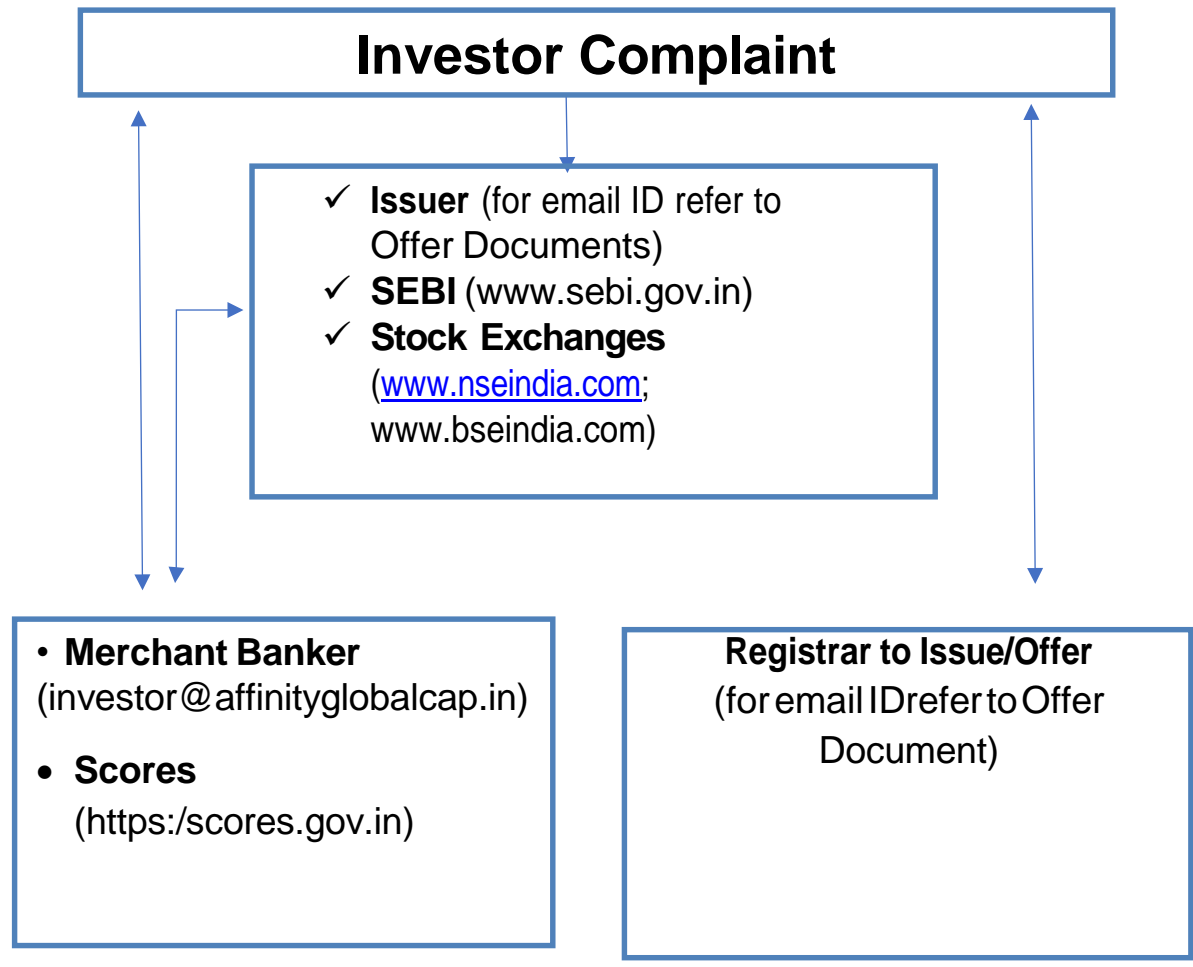 Investor Complaint
✓ Issuer (for email ID refer to
Offer Documents)
✓ SEBI (www.sebi.gov.in)
✓ Stock Exchanges
(www.nseindia.com;
www.bseindia.com)
• Merchant Banker
(investor@affinityglobalcap.in)
• Scores
(https:/scores.gov.in)
Registrar to Issue/Offer
(for email IDrefer to Offer
Document)